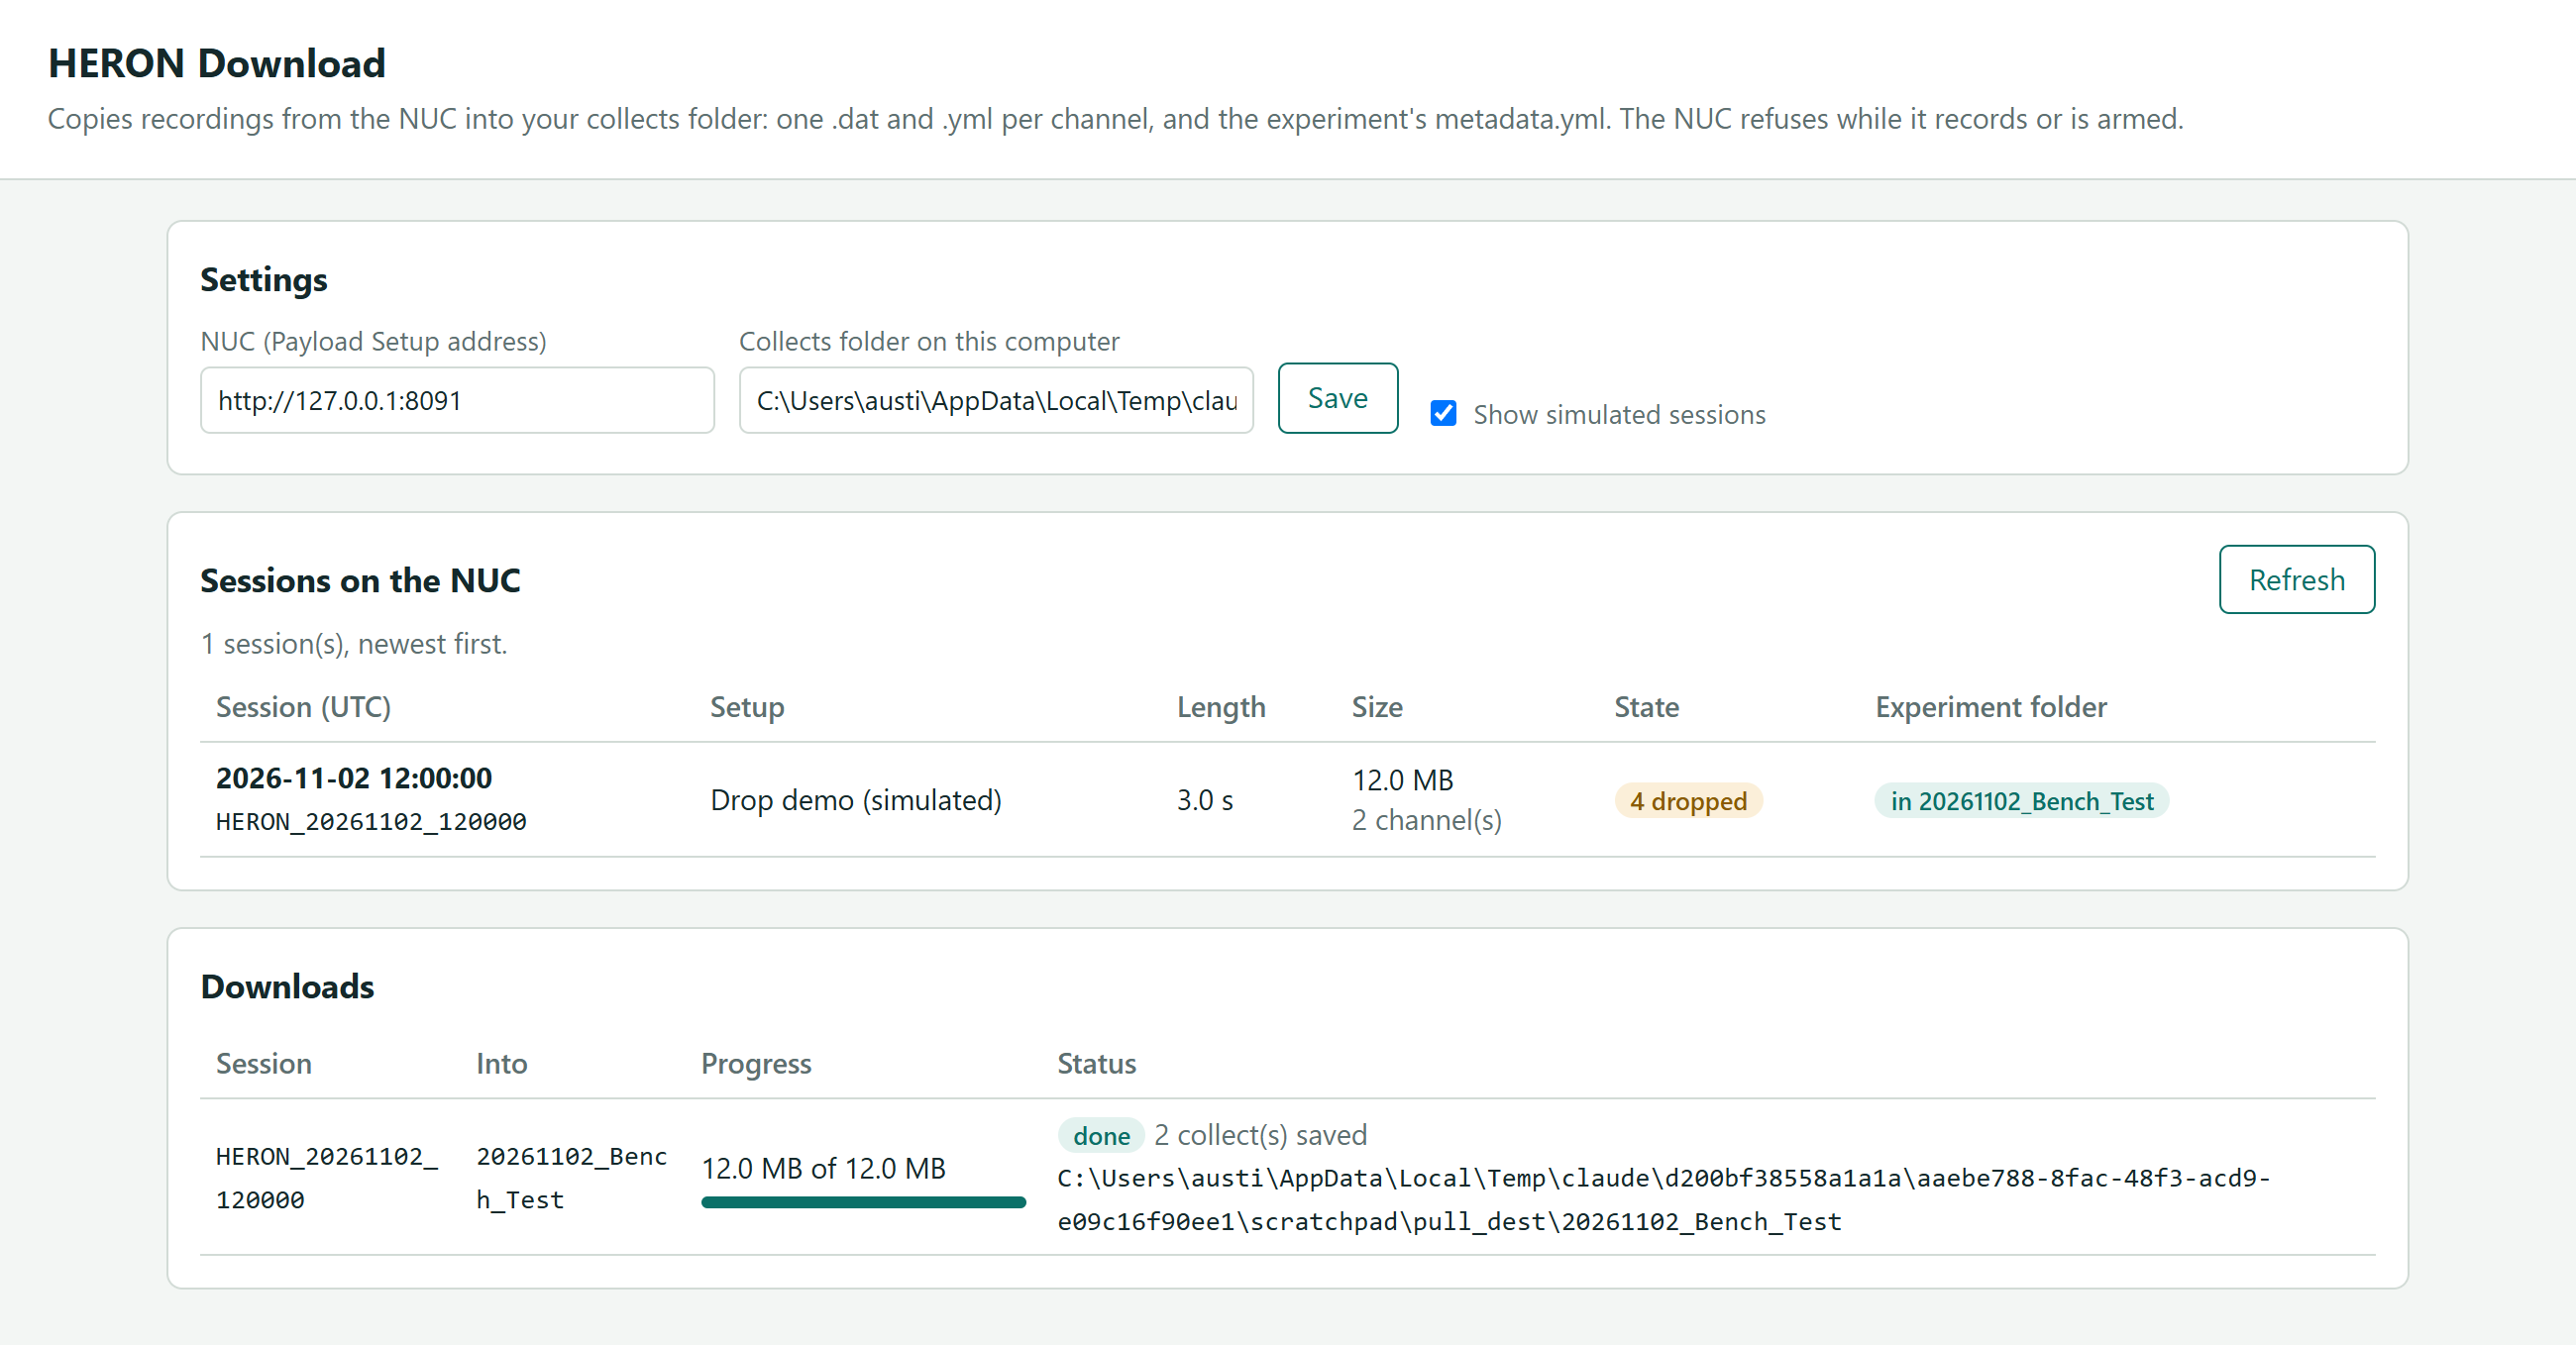 HERON Download
Copies recordings from the NUC into your collects folder: one .dat and .yml per channel, and the experiment's metadata.yml. The NUC refuses while it records or is armed.
Settings
NUC (Payload Setup address)
Collects folder on this computer
http://127.0.0.1:8091
C:\Users\austi\AppData\Local\Temp\clau
Save
Show simulated sessions
Sessions on the NUC
Refresh
1 session(s), newest first.
Session (UTC) Setup Length Size State Experiment folder
2026-11-02 12:00:00
HERON_20261102_120000
Drop demo (simulated)
3.0 s
12.0 MB
2 channel(s)
4 dropped
in 20261102_Bench_Test
Downloads
Session Into Progress Status
HERON_20261102_
120000
20261102_Benc
h_Test
12.0 MB of 12.0 MB
done 2 collect(s) saved
C:\Users\austi\AppData\Local\Temp\claude\d200bf38558a1a1a\aaebe788-8fac-48f3-acd9-
e09c16f90ee1\scratchpad\pull_dest\20261102_Bench_Test